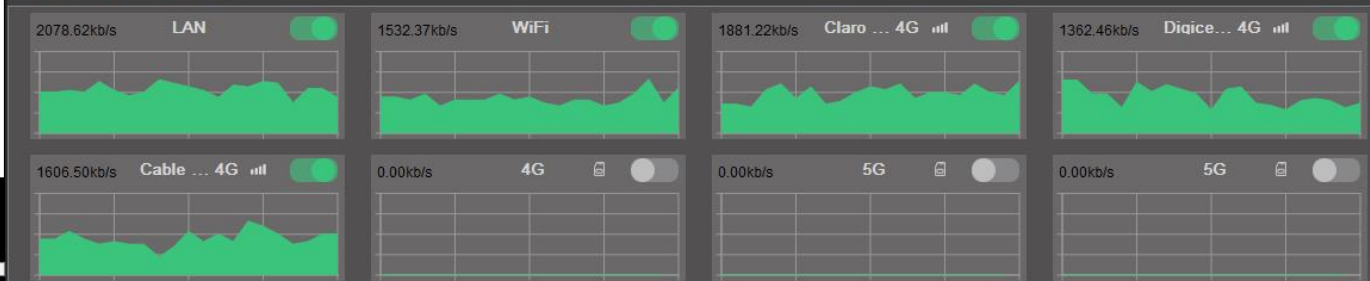 2078.62kb/s LAN
1532.37kb/s WiFi
1881.22kb/s Claro ... 4G
1362.46kb/s Digice... 4G
1606.50kb/s Cable ... 4G
0.00kb/s 4G
0.00kb/s 5G
0.00kb/s 5G